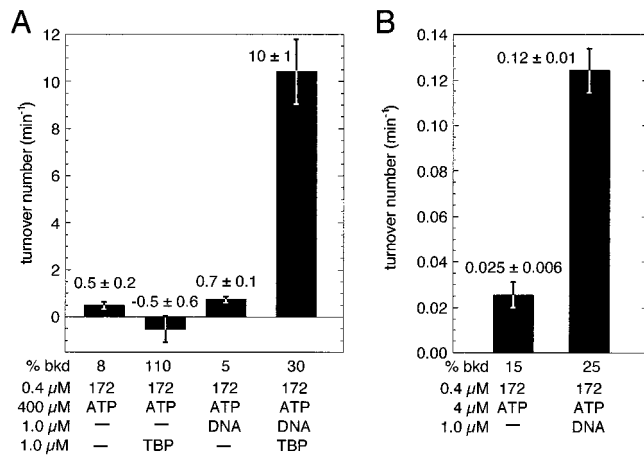 A
B
12
10
8
6
4
2
0
turnover number (min⁻¹)
0.5 ± 0.2
-0.5 ± 0.6
0.7 ± 0.1
10 ± 1
% bkd 8 110 5 30
0.4 µM 172 172 172 172
400 µM ATP ATP ATP ATP
1.0 µM — — DNA DNA
1.0 µM — TBP — TBP
0.14
0.12
0.10
0.08
0.06
0.04
0.02
0.00
turnover number (min⁻¹)
0.025 ± 0.006
0.12 ± 0.01
% bkd 15 25
0.4 µM 172 172
4 µM ATP ATP
1.0 µM — DNA